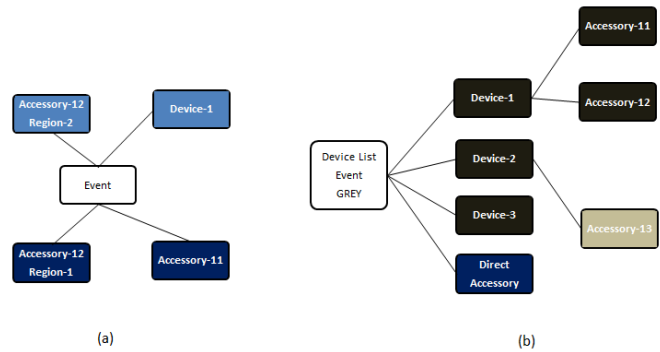 Accessory-12
Region-2
Device-1
Event
Accessory-12
Region-1
Accessory-11
(a)
Accessory-11
Device-1
Accessory-12
Device List
Event
GREY
Device-2
Device-3
Accessory-13
Direct
Accessory
(b)